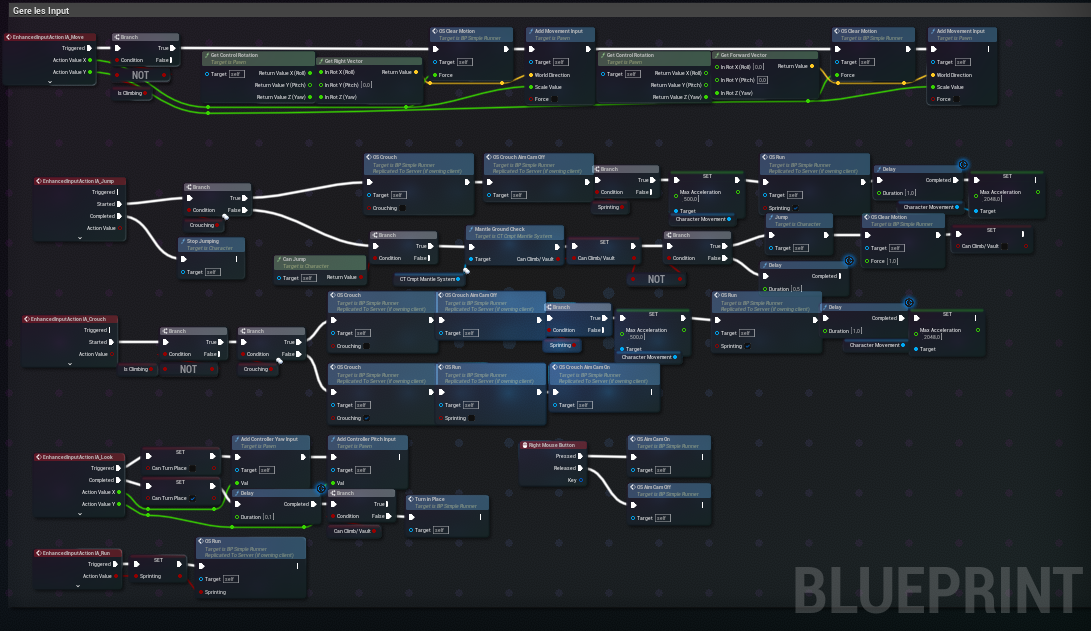 Gere les Input
EnhancedInputAction IA_Move
Triggered
Action Value X
Action Value Y
Branch
Condition
True
False
NOT
Is Climbing
Get Control Rotation
Target is Pawn
Target self
Return Value X (Roll)
Return Value Y (Pitch)
Return Value Z (Yaw)
Get Right Vector
In Rot X (Roll)
In Rot Y (Pitch) 0,0
In Rot Z (Yaw)
Return Value
OS Clear Motion
Target is BP Simple Runner
Target self
Force
Add Movement Input
Target is Pawn
Target self
World Direction
Scale Value
Force
Get Control Rotation
Target is Pawn
Target self
Return Value X (Roll)
Return Value Y (Pitch)
Return Value Z (Yaw)
Get Forward Vector
In Rot X (Roll) 0,0
In Rot Y (Pitch) 0,0
In Rot Z (Yaw)
Return Value
OS Clear Motion
Target is BP Simple Runner
Target self
Force
Add Movement Input
Target is Pawn
Target self
World Direction
Scale Value
Force
EnhancedInputAction IA_Jump
Triggered
Started
Completed
Action Value
Branch
Condition
True
False
Crouching
Stop Jumping
Target is Character
Target self
OS Crouch
Target is BP Simple Runner
Replicated To Server (if owning client)
Target self
Crouching
OS Crouch Aim Cam Off
Target is BP Simple Runner
Replicated To Server (if owning client)
Target self
Branch
Condition
True
False
Sprinting
SET
Max Acceleration
500,0
Target
Character Movement
OS Run
Target is BP Simple Runner
Replicated To Server (if owning client)
Target self
Sprinting
Delay
Completed
Duration 1,0
Character Movement
SET
Max Acceleration
2048,0
Target
Can Jump
Target is Character
Target self
Return Value
Branch
Condition
True
False
CT Cmpt Mantle System
Mantle Ground Check
Target is CT Cmpt Mantle System
Target
Can Climb/Vault
SET
Can Climb/Vault
NOT
Branch
Condition
True
False
Jump
Target is Character
Target self
Delay
Completed
Duration 0,5
OS Clear Motion
Target is BP Simple Runner
Target self
Force 1,0
SET
Can Climb/Vault
EnhancedInputAction IA_Crouch
Triggered
Started
Action Value
Branch
Condition
True
False
Is Climbing
NOT
Branch
Condition
True
False
Crouching
OS Crouch
Target is BP Simple Runner
Replicated To Server (if owning client)
Target self
Crouching
OS Crouch Aim Cam Off
Target is BP Simple Runner
Replicated To Server (if owning client)
Target self
Branch
Condition
True
False
Sprinting
SET
Max Acceleration
500,0
Target
Character Movement
OS Run
Target is BP Simple Runner
Replicated To Server (if owning client)
Target self
Sprinting
Delay
Completed
Duration 1,0
Character Movement
SET
Max Acceleration
2048,0
Target
OS Crouch
Target is BP Simple Runner
Replicated To Server (if owning client)
Target self
Crouching
OS Run
Target is BP Simple Runner
Replicated To Server (if owning client)
Target self
Sprinting
OS Crouch Aim Cam On
Target is BP Simple Runner
Replicated To Server (if owning client)
Target self
EnhancedInputAction IA_Look
Triggered
Completed
Action Value X
Action Value Y
SET
Can Turn Place
SET
Can Turn Place
Add Controller Yaw Input
Target is Pawn
Target self
Val
Add Controller Pitch Input
Target is Pawn
Target self
Val
Delay
Completed
Duration 0,1
Branch
Condition
True
False
Can Climb/Vault
Turn in Place
Target is BP Simple Runner
Target self
Right Mouse Button
Pressed
Released
Key
OS Aim Cam On
Target is BP Simple Runner
Target self
OS Aim Cam Off
Target is BP Simple Runner
Target self
EnhancedInputAction IA_Run
Triggered
Action Value
SET
Sprinting
OS Run
Target is BP Simple Runner
Replicated To Server (if owning client)
Target self
Sprinting
BLUEPRINT